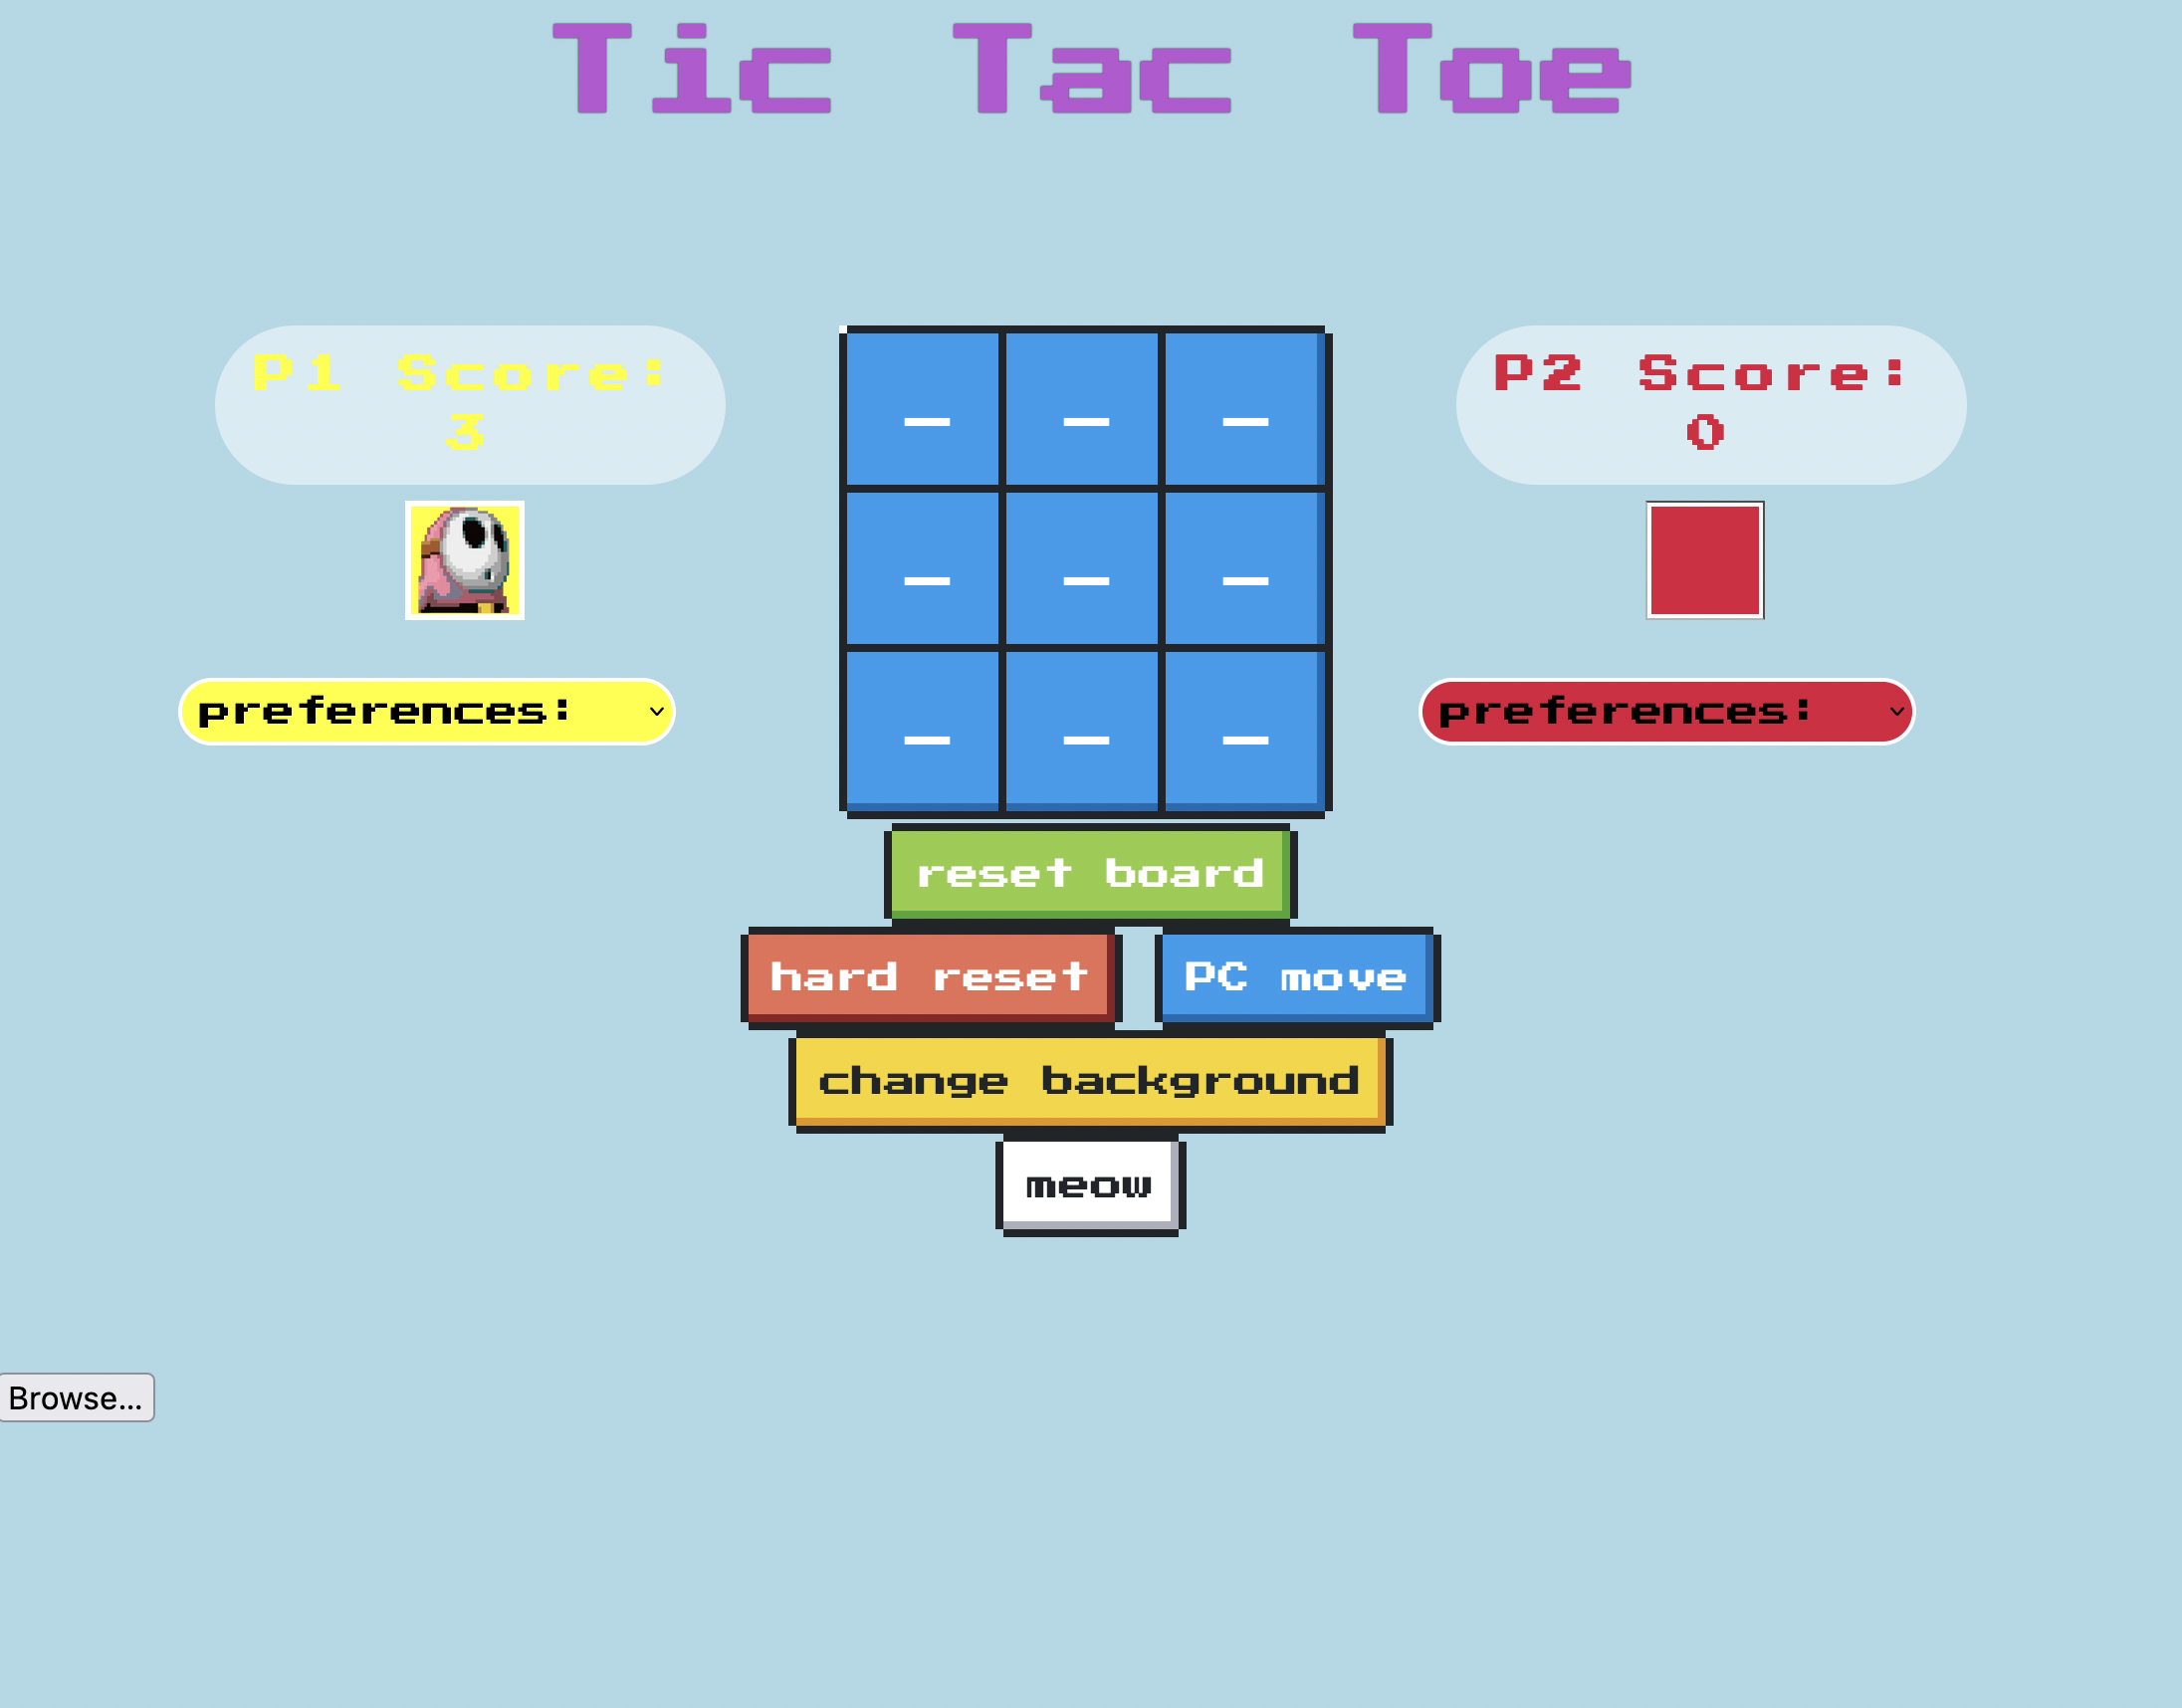 Tic Tac Toe
P1 Score:
3
P2 Score:
0
preferences:
preferences:
— — —
— — —
— — —
reset board
hard reset
PC move
change background
meow
Browse...